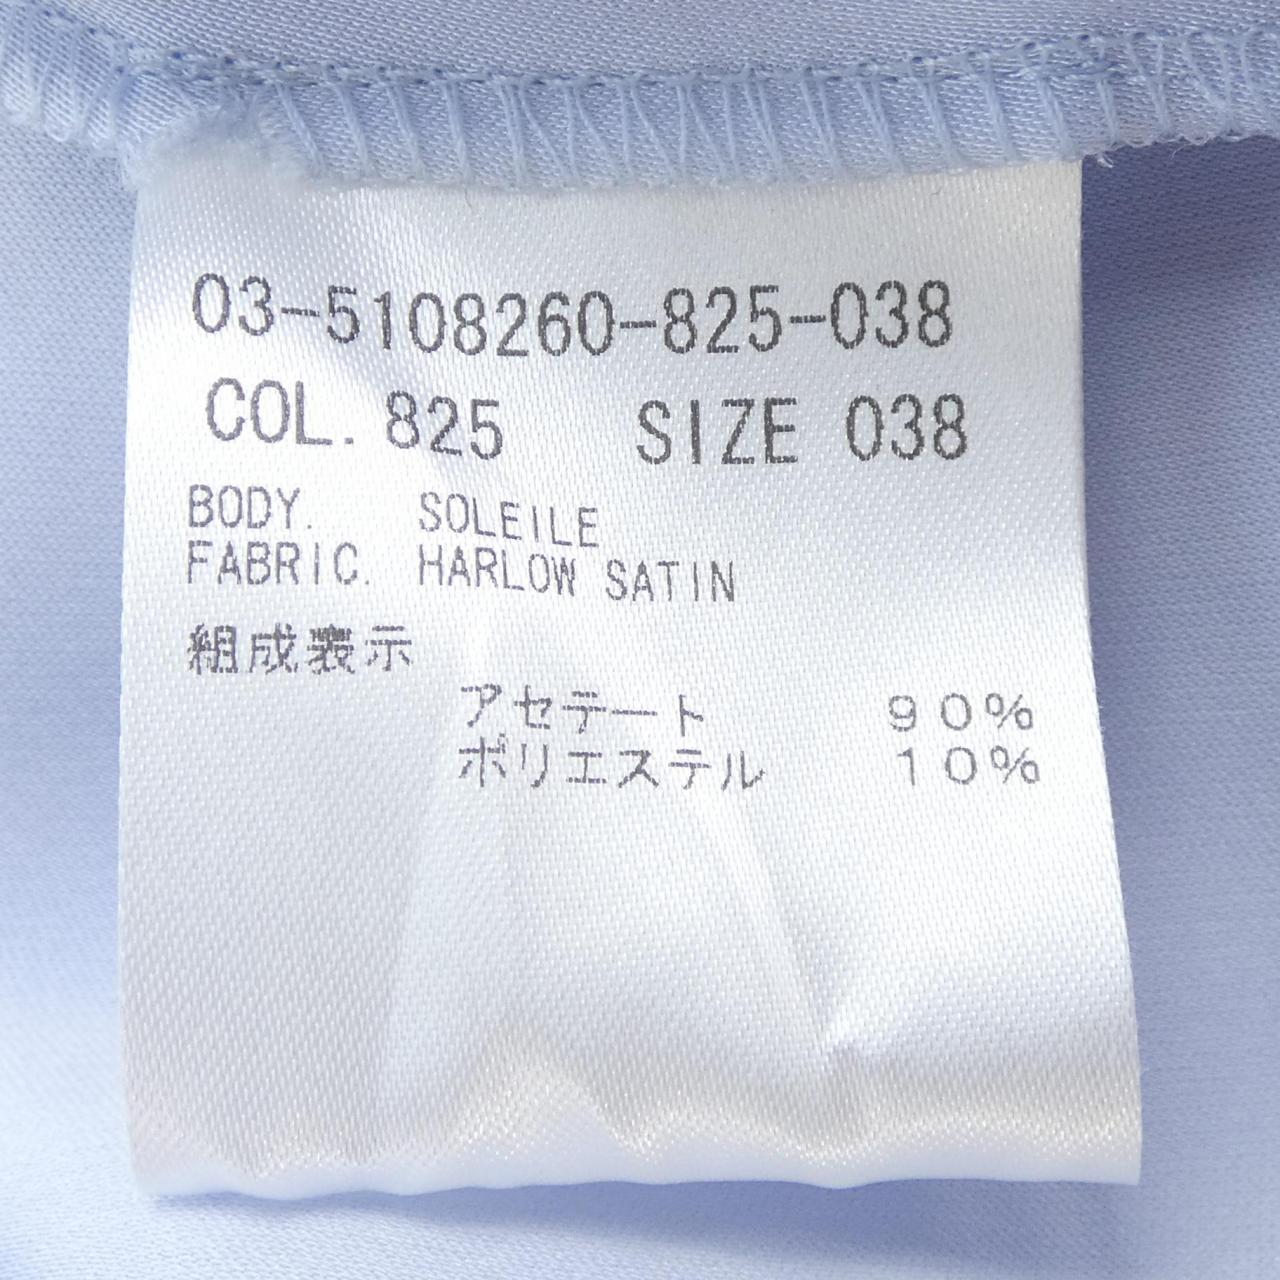 03-5108260-825-038
COL. 825 SIZE 038
BODY. SOLEILE
FABRIC. HARLOW SATIN
組成表示
アセテート 90%
ポリエステル 10%